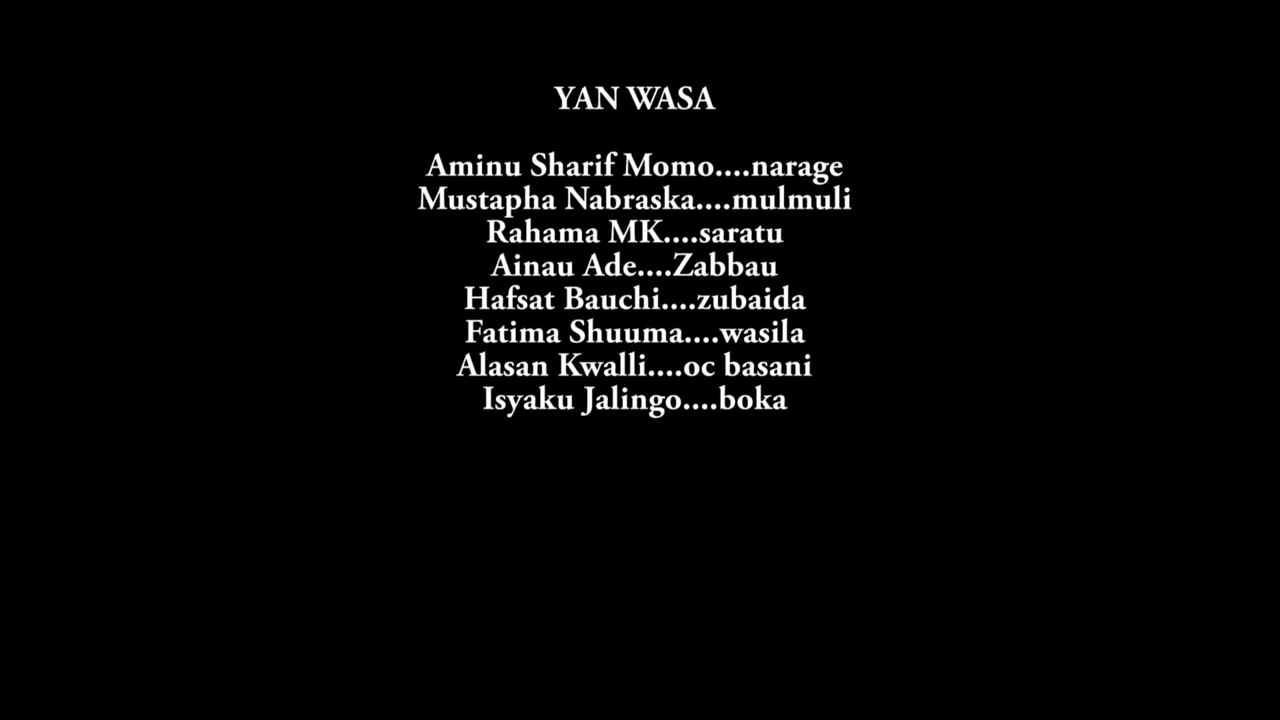 YAN WASA
Aminu Sharif Momo....narage
Mustapha Nabraska....mulmuli
Rahama MK....saratu
Ainau Ade....Zabbau
Hafsat Bauchi....zubaida
Fatima Shuuma....wasila
Alasan Kwalli....oc basani
Isyaku Jalingo....boka